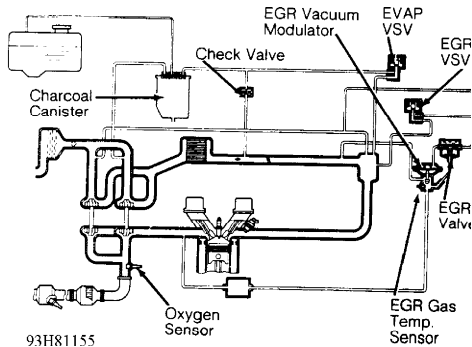 EGR Vacuum
Modulator
EVAP
VSV
EGR
VSV
Check Valve
Charcoal
Canister
EGR
Valve
Oxygen
Sensor
EGR Gas
Temp.
Sensor
93H81155